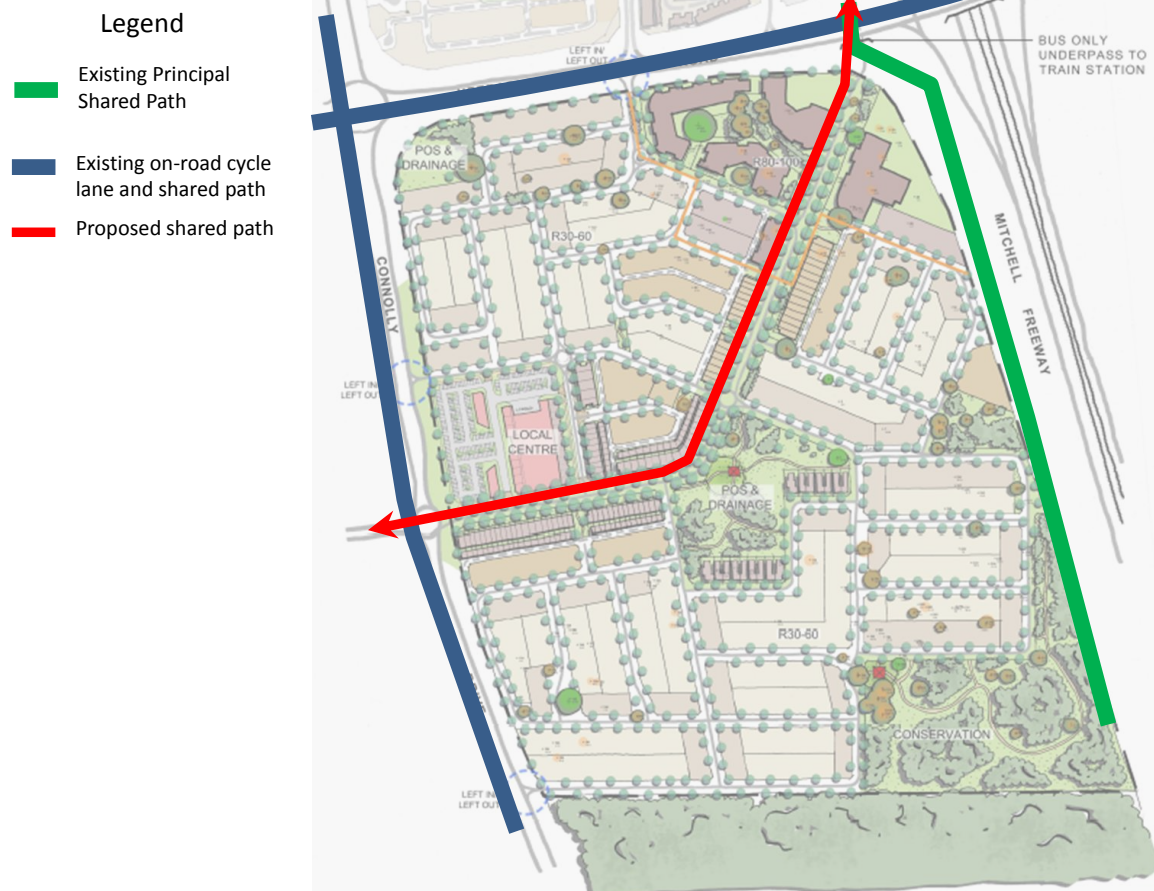 Legend
Existing Principal
Shared Path
Existing on-road cycle
lane and shared path
Proposed shared path
LEFT IN/
LEFT OUT
BUS ONLY
UNDERPASS TO
TRAIN STATION
POS &
DRAINAGE
R80-100
R30-60
CONNOLLY
MITCHELL
FREEWAY
LEFT IN/
LEFT OUT
LOCAL
CENTRE
POS &
DRAINAGE
R30-60
CONSERVATION
LEFT IN/
LEFT OUT